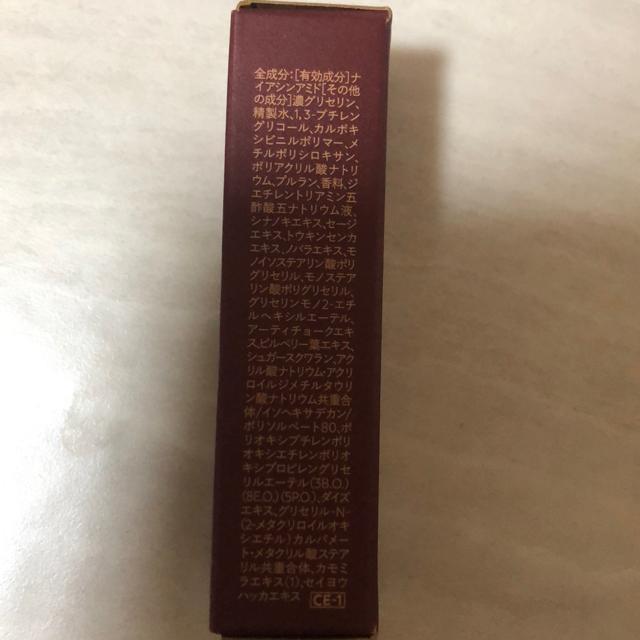 全成分:[有効成分]ナ
イアシンアミド[その他
の成分]濃グリセリン、
精製水、1,3-ブチレン
グリコール、カルボキ
シビニルポリマー、メ
チルポリシロキサン、
ポリアクリル酸ナトリ
ウム、プルラン、香料、ジ
エチレントリアミン五
酢酸五ナトリウム液、
シナノキエキス、セージ
エキス、トウキンセンカ
エキス、ノバラエキス、モ
ノイソステアリン酸ポリ
グリセリル、モノステア
リン酸ポリグリセリル、
グリセリンモノ2-エチ
ルヘキシルエーテル、
アーティチョークエキ
ス、ビルベリー葉エキス、
シュガースクワラン、アク
リル酸ナトリウム・アクリ
ロイルジメチルタウリ
ン酸ナトリウム共重合
体/イソヘキサデカン/
ポリソルベート80、ポ
リオキシブチレンポリ
オキシエチレンポリオ
キシプロピレングリセ
リルエーテル(3B.O.)
(8E.O.)(5P.O.)、ダイズ
エキス、グリセリル-N-
(2-メタクリロイルオキ
シエチル)カルバメー
ト・メタクリル酸ステア
リル共重合体、カモミ
ラエキス(1)、セイヨウ
ハッカエキス CE-1